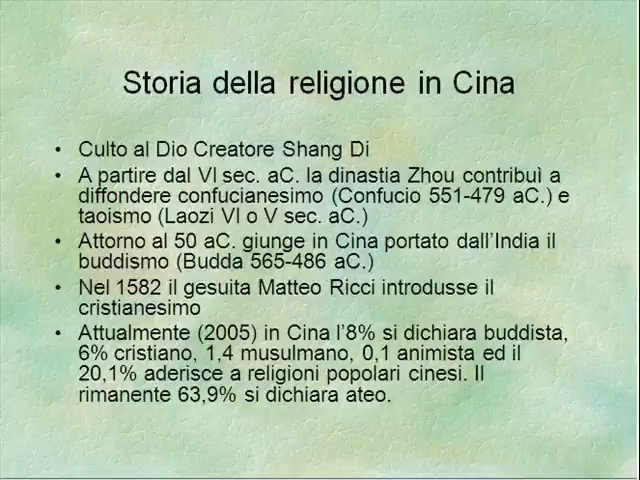 Storia della religione in Cina
• Culto al Dio Creatore Shang Di
• A partire dal VI sec. aC. la dinastia Zhou contribuì a
diffondere confucianesimo (Confucio 551-479 aC.) e
taoismo (Laozi VI o V sec. aC.)
• Attorno al 50 aC. giunge in Cina portato dall'India il
buddismo (Budda 565-486 aC.)
• Nel 1582 il gesuita Matteo Ricci introdusse il
cristianesimo
• Attualmente (2005) in Cina l'8% si dichiara buddista,
6% cristiano, 1,4 musulmano, 0,1 animista ed il
20,1% aderisce a religioni popolari cinesi. Il
rimanente 63,9% si dichiara ateo.